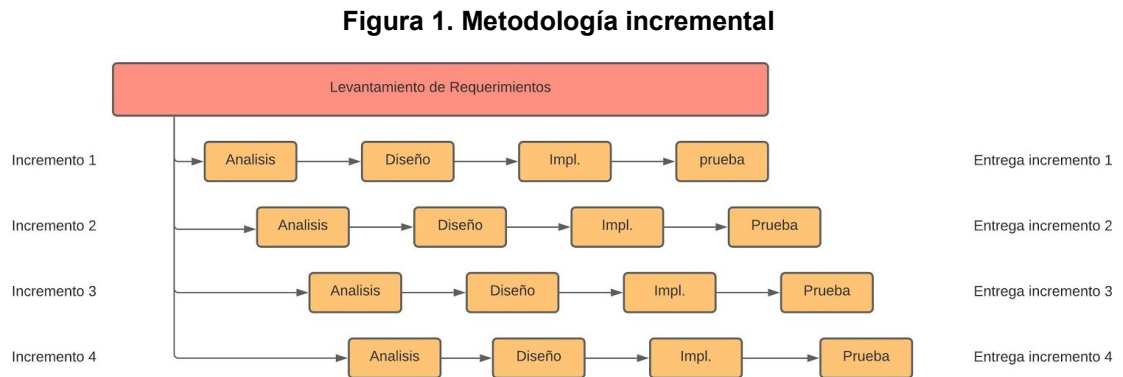 Figura 1. Metodología incremental
Levantamiento de Requerimientos
Incremento 1 Analisis Diseño Impl. prueba Entrega incremento 1
Incremento 2 Analisis Diseño Impl. Prueba Entrega incremento 2
Incremento 3 Analisis Diseño Impl. Prueba Entrega incremento 3
Incremento 4 Analisis Diseño Impl. Prueba Entrega incremento 4